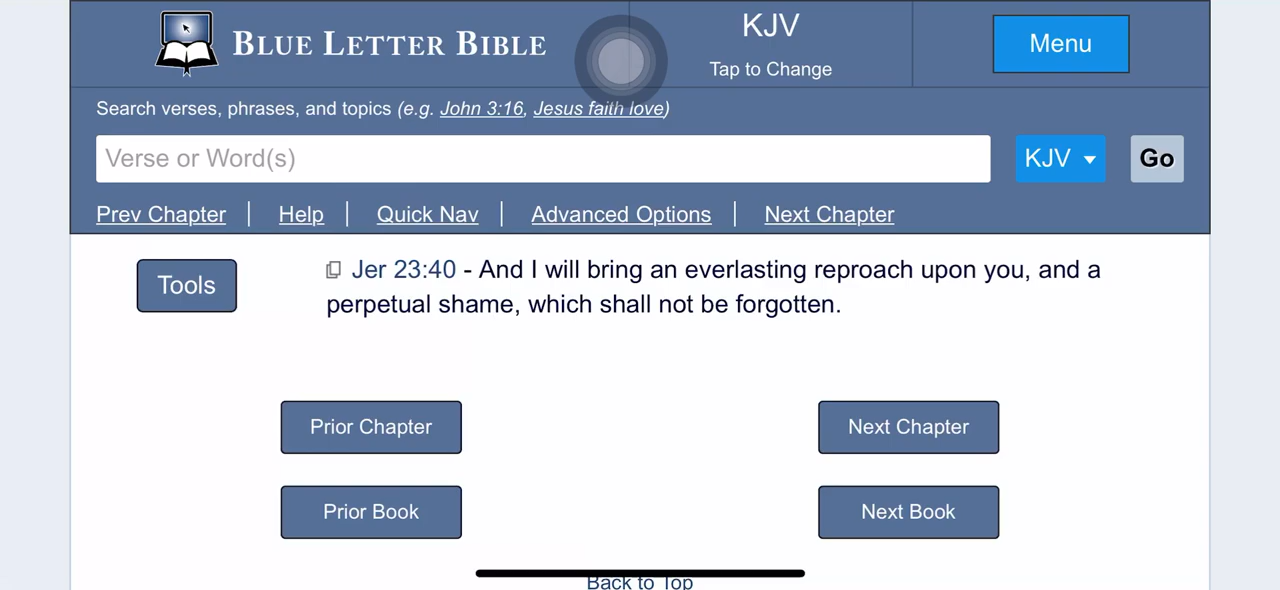 BLUE LETTER BIBLE
KJV
Tap to Change
Menu
Search verses, phrases, and topics (e.g. John 3:16, Jesus faith love)
Verse or Word(s)
KJV
Go
Prev Chapter | Help | Quick Nav | Advanced Options | Next Chapter
Tools
Jer 23:40 - And I will bring an everlasting reproach upon you, and a
perpetual shame, which shall not be forgotten.
Prior Chapter
Next Chapter
Prior Book
Next Book
Back to Top